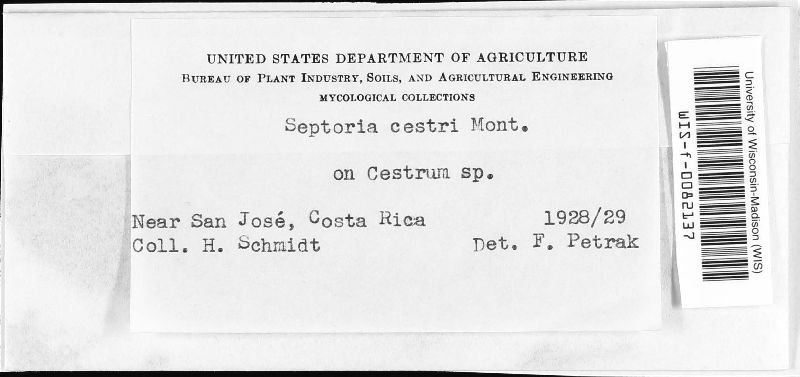 UNITED STATES DEPARTMENT OF AGRICULTURE
BUREAU OF PLANT INDUSTRY, SOILS, AND AGRICULTURAL ENGINEERING
MYCOLOGICAL COLLECTIONS
Septoria cestri Mont.
on Cestrum sp.
Near San José, Costa Rica 1928/29
Coll. H. Schmidt Det. F. Petrak
University of Wisconsin-Madison (WIS)
WIS-f-0082137